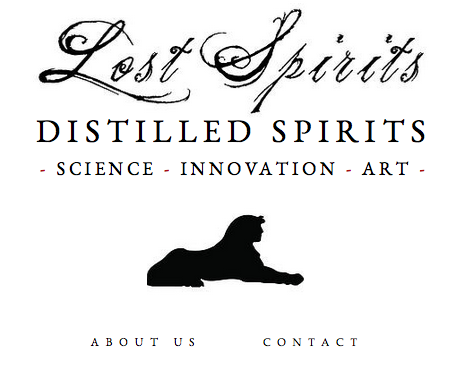 Lost Spirits
DISTILLED SPIRITS
- SCIENCE - INNOVATION - ART -
ABOUT US CONTACT